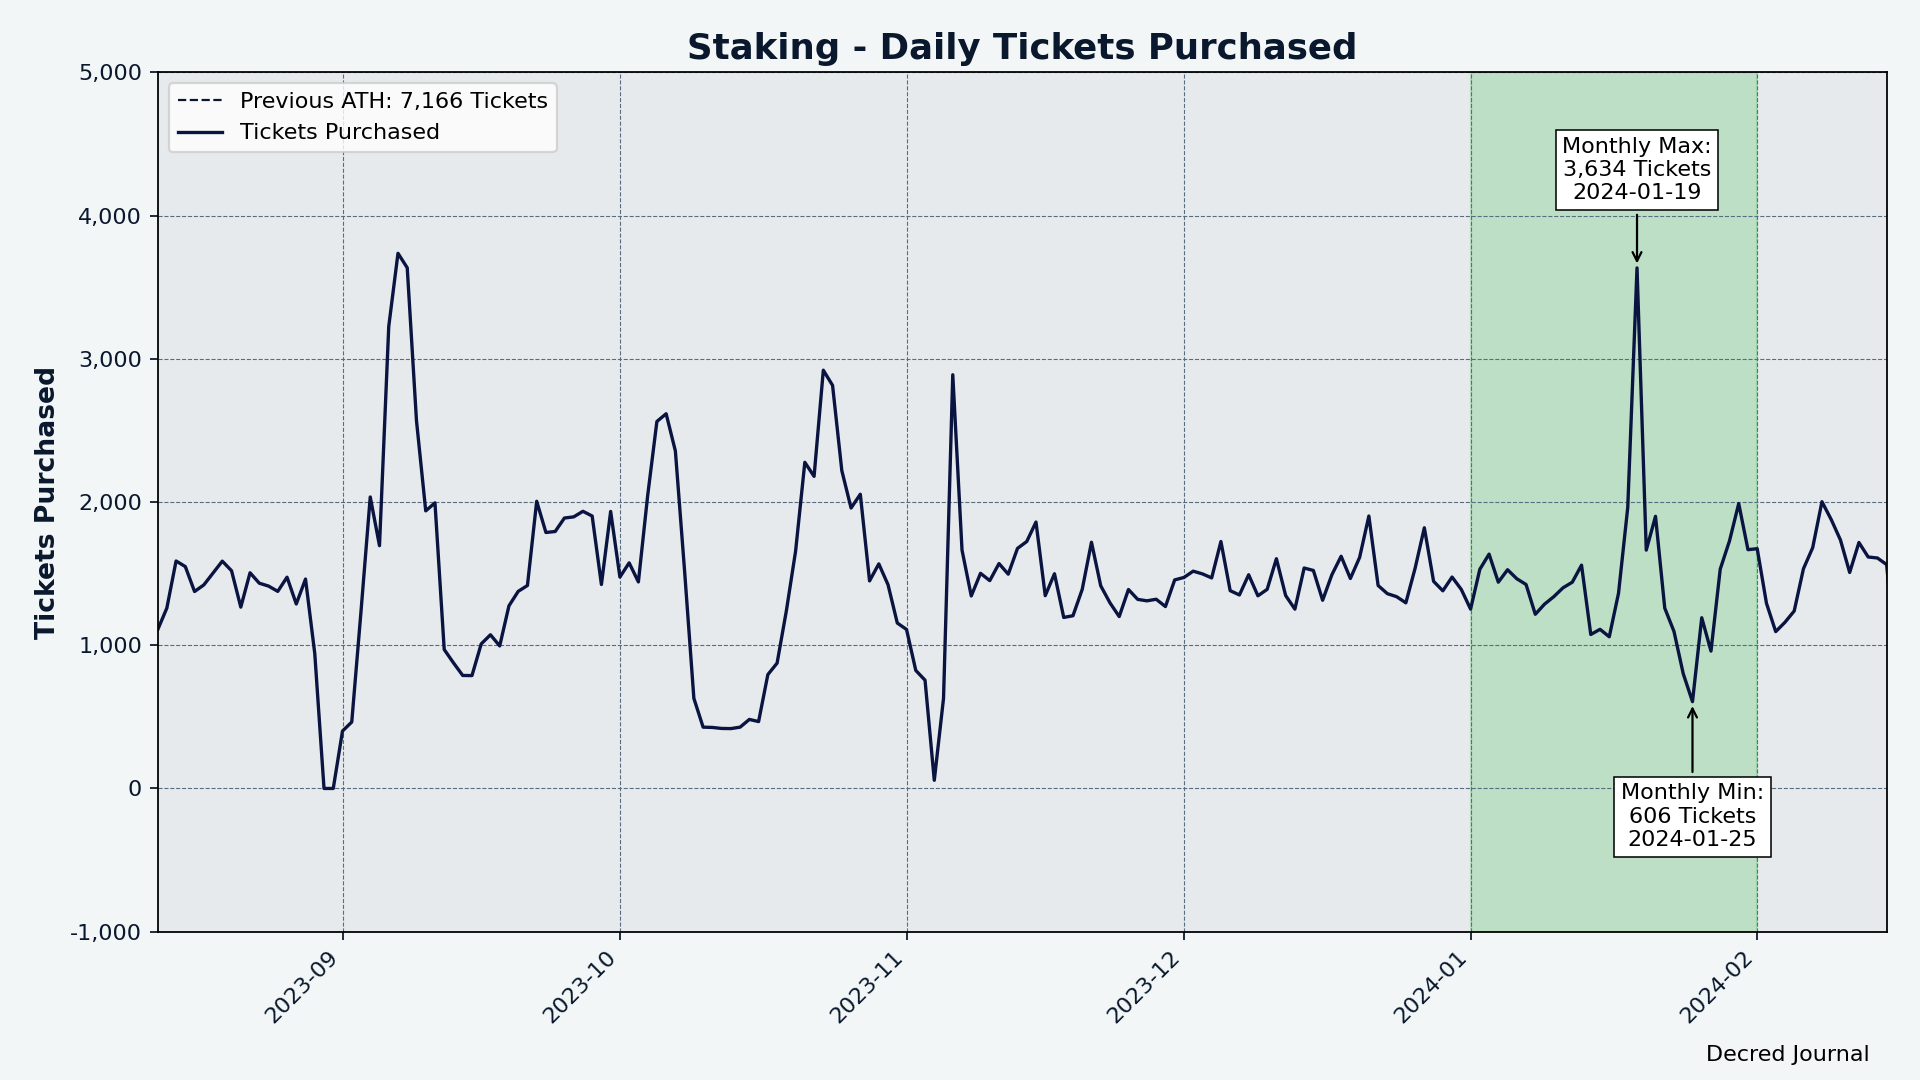 Staking - Daily Tickets Purchased
5,000
4,000
3,000
2,000
1,000
0
-1,000
Tickets Purchased
Previous ATH: 7,166 Tickets
Tickets Purchased
Monthly Max:
3,634 Tickets
2024-01-19
Monthly Min:
606 Tickets
2024-01-25
2023-09
2023-10
2023-11
2023-12
2024-01
2024-02
Decred Journal